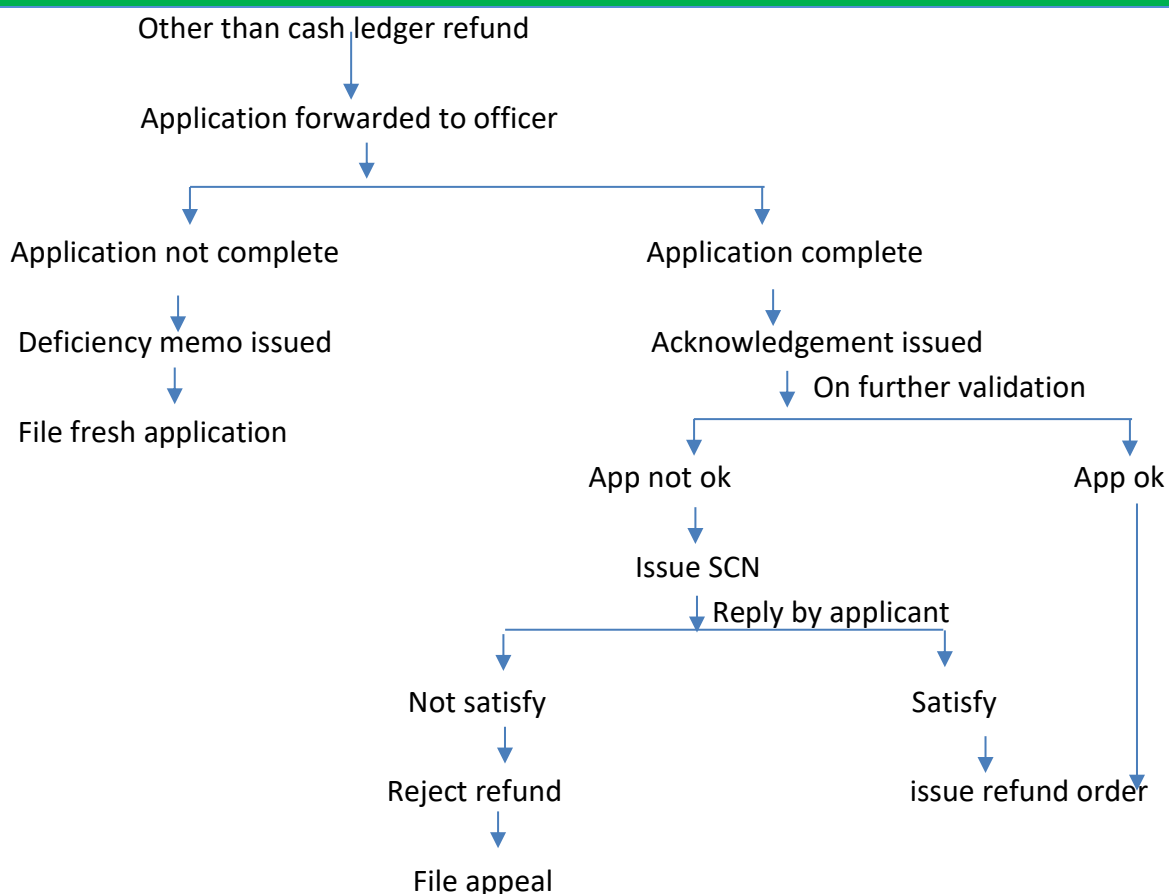 Other than cash ledger refund
Application forwarded to officer
Application not complete
Application complete
Deficiency memo issued
Acknowledgement issued
On further validation
File fresh application
App not ok
App ok
Issue SCN
Reply by applicant
Not satisfy
Satisfy
Reject refund
issue refund order
File appeal